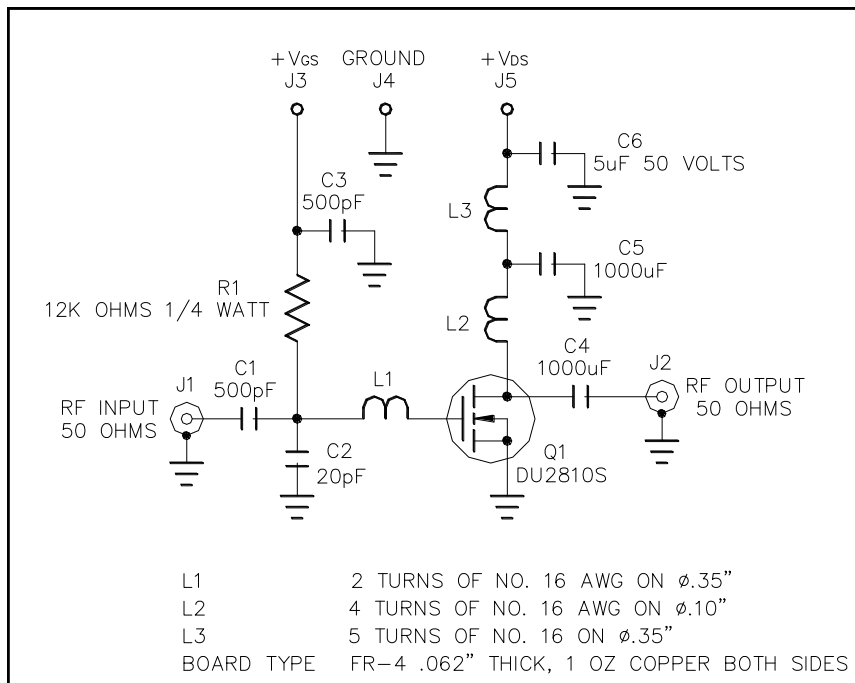 +VGS
J3
GROUND
J4
+VDS
J5
C6
5uF 50 VOLTS
C3
500pF
L3
C5
1000uF
R1
12K OHMS 1/4 WATT
L2
C4
1000uF
J2
RF OUTPUT
50 OHMS
C1
500pF
J1
RF INPUT
50 OHMS
L1
C2
20pF
Q1
DU2810S
L1 2 TURNS OF NO. 16 AWG ON ø.35"
L2 4 TURNS OF NO. 16 AWG ON ø.10"
L3 5 TURNS OF NO. 16 ON ø.35"
BOARD TYPE FR-4 .062" THICK, 1 OZ COPPER BOTH SIDES